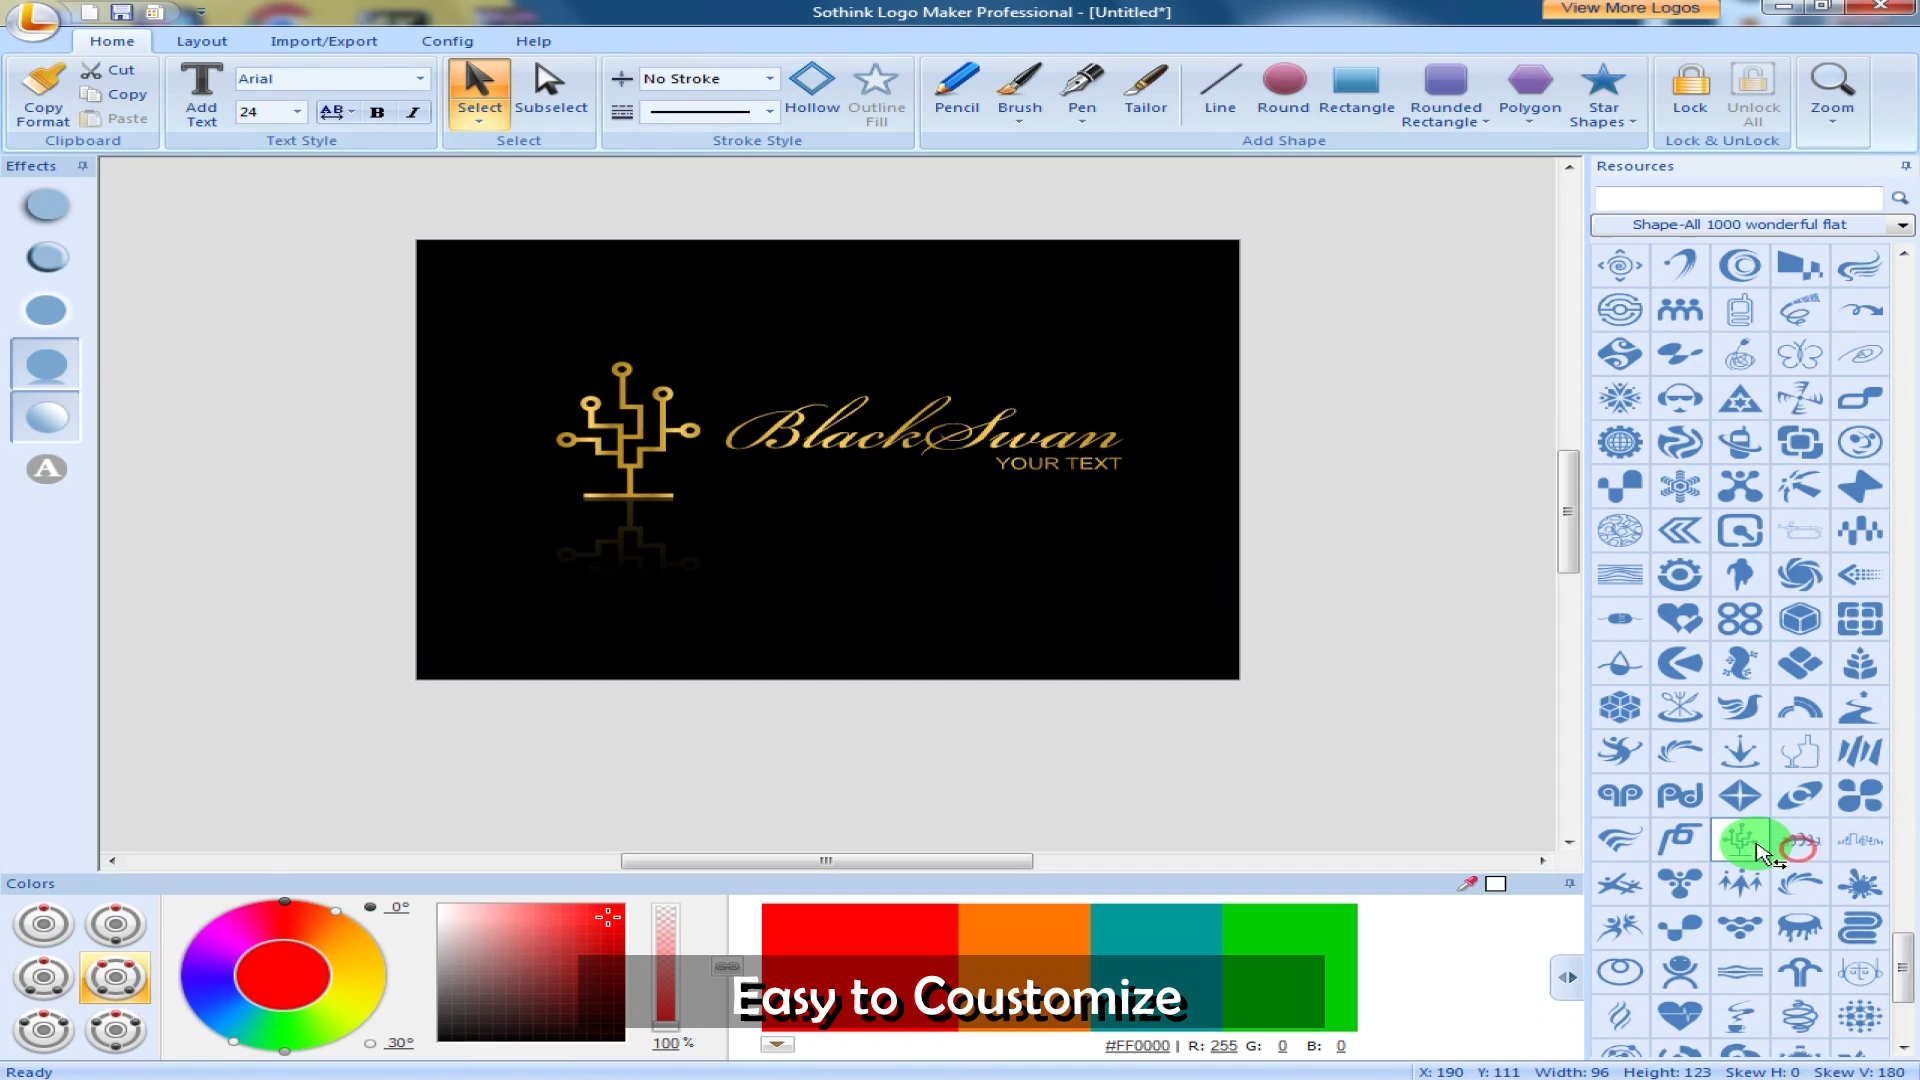 Sothink Logo Maker Professional - [Untitled*]
View More Logos
Home Layout Import/Export Config Help
Copy Format
Cut
Copy
Paste
Clipboard
Add Text
Arial
24
AB B I
Text Style
Select
Subselect
Select
No Stroke
Hollow
Outline Fill
Stroke Style
Pencil
Brush
Pen
Tailor
Line
Round
Rectangle
Rounded Rectangle
Polygon
Star Shapes
Add Shape
Lock
Unlock All
Lock & UnLock
Zoom
Effects
A
Resources
Shape-All 1000 wonderful flat
BlackSwan
YOUR TEXT
Colors
0°
30°
100 %
Easy to Coustomize
#FF0000 | R: 255 G: 0 B: 0
Ready
X: 190 Y: 111 Width: 96 Height: 123 Skew H: 0 Skew V: 180